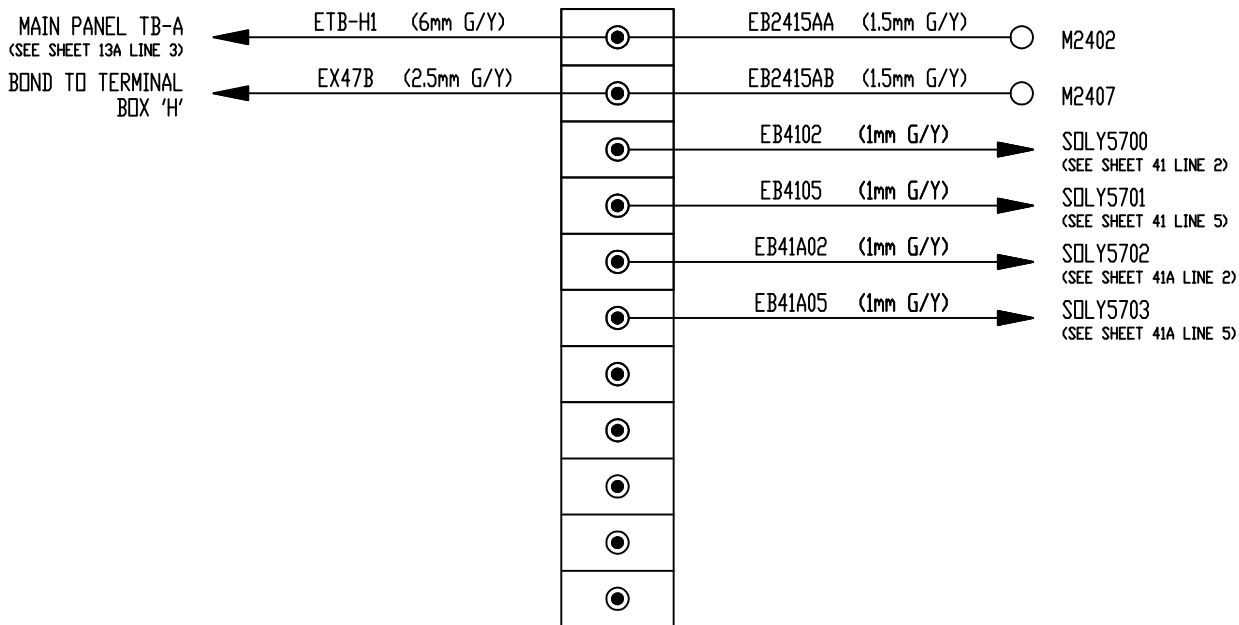 MAIN PANEL TB-A
(SEE SHEET 13A LINE 3)
ETB-H1 (6mm G/Y)
EB2415AA (1.5mm G/Y)
M2402
BOND TO TERMINAL
BOX 'H'
EX47B (2.5mm G/Y)
EB2415AB (1.5mm G/Y)
M2407
EB4102 (1mm G/Y)
SOLY5700
(SEE SHEET 41 LINE 2)
EB4105 (1mm G/Y)
SOLY5701
(SEE SHEET 41 LINE 5)
EB41A02 (1mm G/Y)
SOLY5702
(SEE SHEET 41A LINE 2)
EB41A05 (1mm G/Y)
SOLY5703
(SEE SHEET 41A LINE 5)